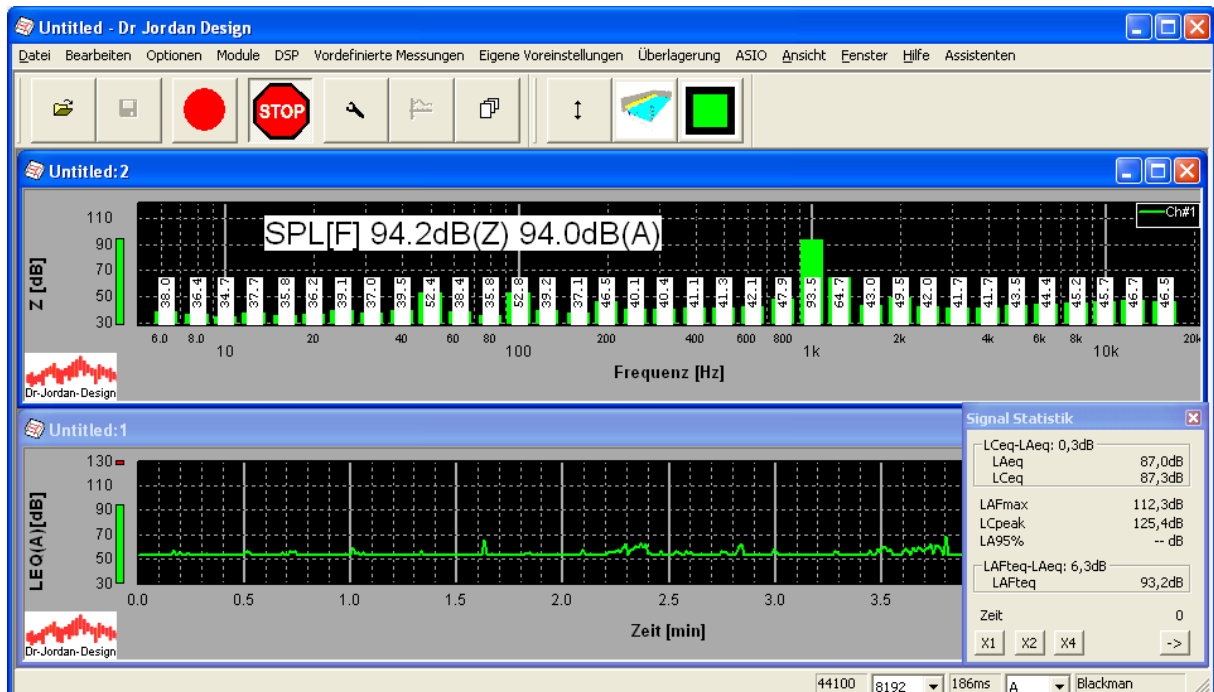 Untitled - Dr Jordan Design
Datei Bearbeiten Optionen Module DSP Vordefinierte Messungen Eigene Voreinstellungen Überlagerung ASIO Ansicht Fenster Hilfe Assistenten
STOP
Untitled:2
SPL[F] 94.2dB(Z) 94.0dB(A)
Ch#1
Z [dB]
110
90
70
50
30
38.0 36.4 34.7 37.7 35.8 36.2 39.1 37.0 39.5 52.4 38.4 35.8 52.8 39.2 37.1 46.5 40.1 40.4 41.1 41.3 42.1 47.9 93.5 64.7 43.0 49.5 42.0 41.7 41.7 43.5 44.4 45.2 45.7 46.7 46.5
6.0 8.0 20 40 60 80 200 400 600 800 2k 4k 6k 8k 20k
10 100 1k 10k
Frequenz [Hz]
Dr-Jordan-Design
Untitled:1
LEQ(A)[dB]
130
110
90
70
50
30
0.0 0.5 1.0 1.5 2.0 2.5 3.0 3.5
Zeit [min]
Dr-Jordan-Design
Signal Statistik
LCeq-LAeq: 0,3dB
LAeq 87,0dB
LCeq 87,3dB
LAFmax 112,3dB
LCpeak 125,4dB
LA95% -- dB
LAFteq-LAeq: 6,3dB
LAFteq 93,2dB
Zeit 0
X1 X2 X4 ->
44100 8192 186ms A Blackman